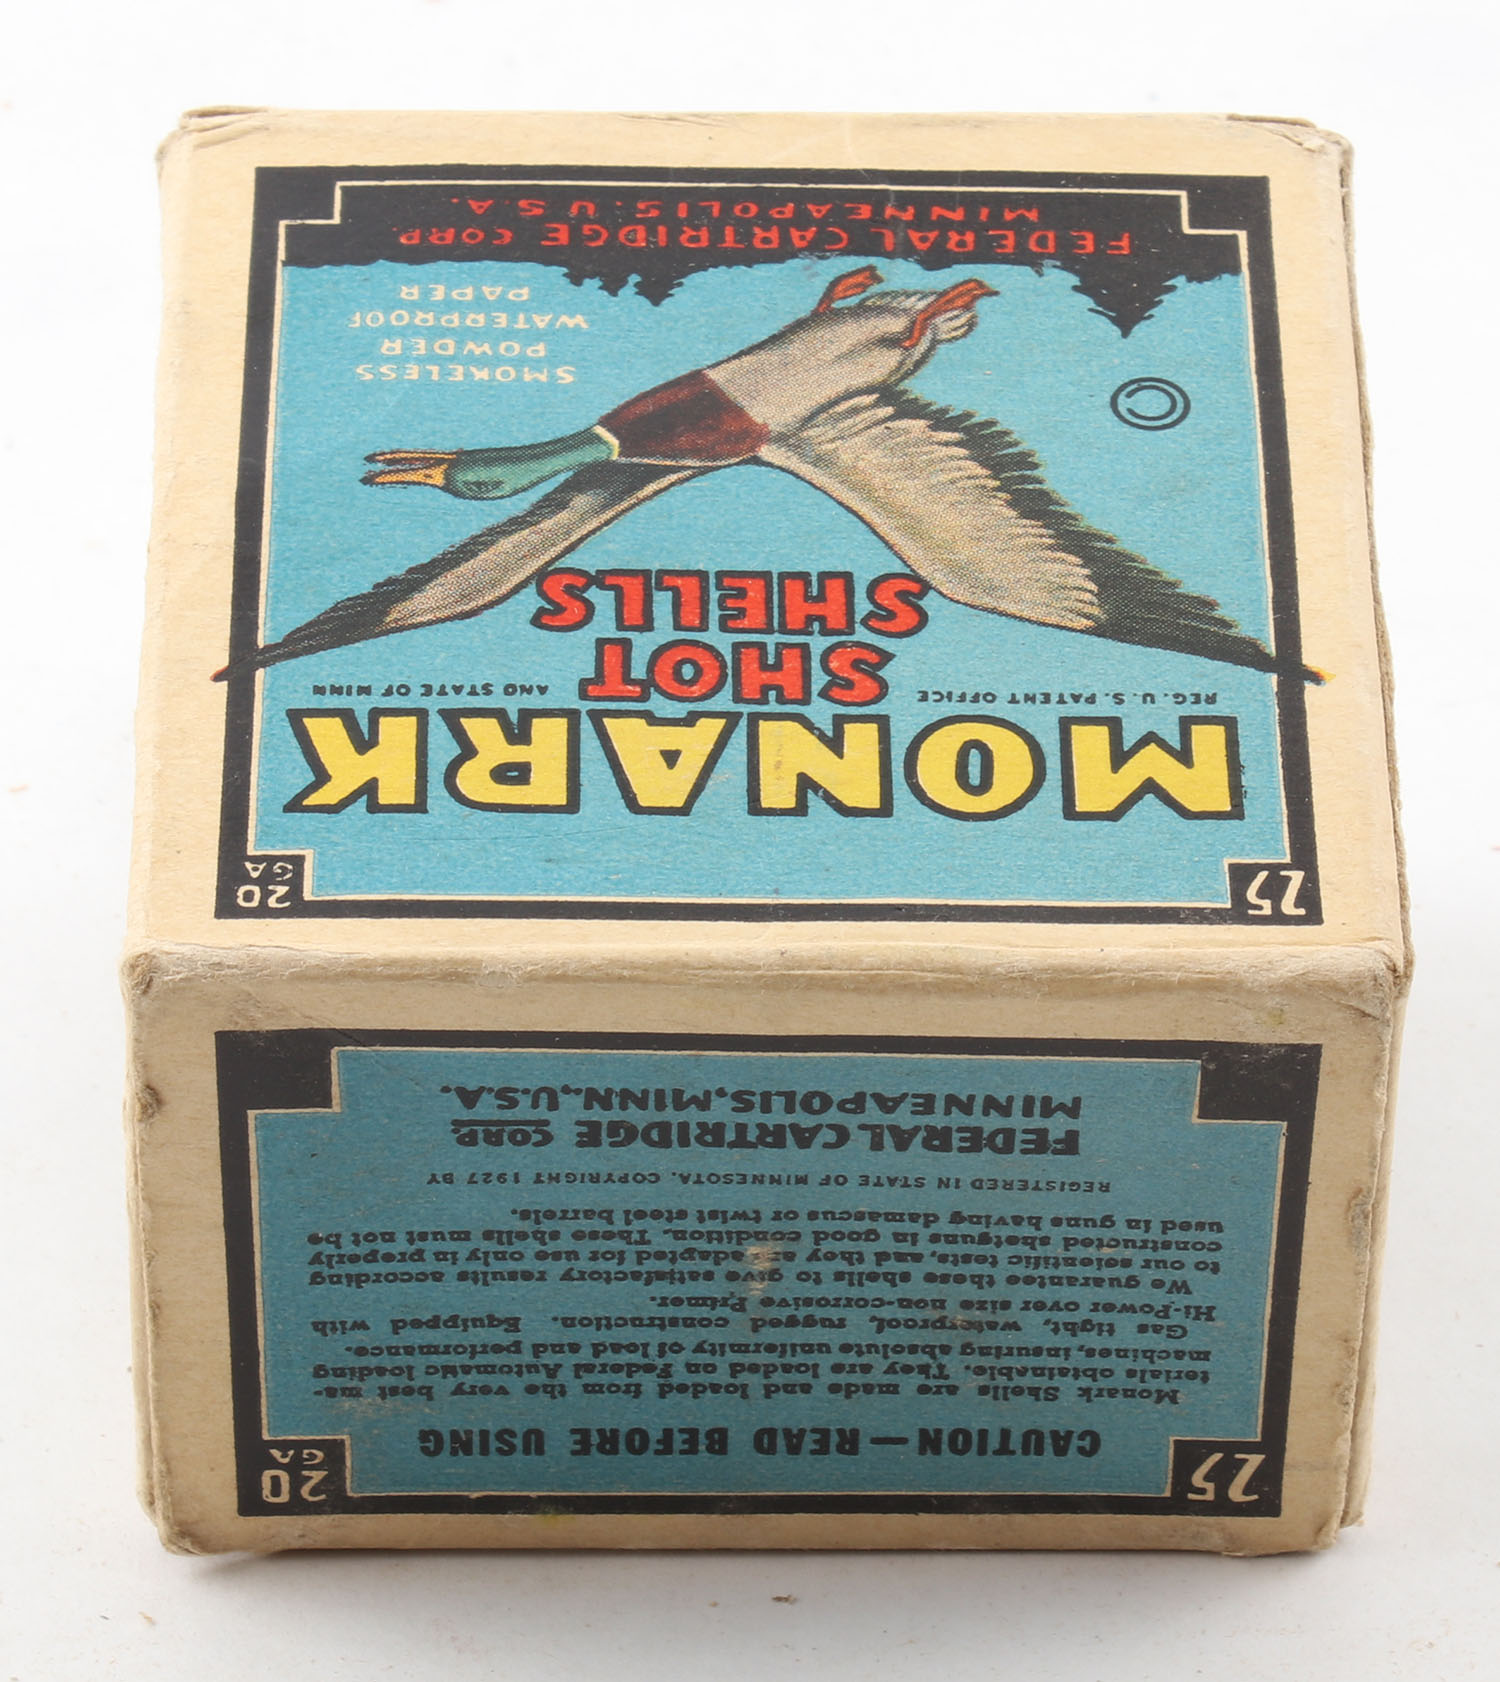 25
20
GA
MONARK
REG. U.S. PATENT OFFICE
AND STATE OF MINN
SHOT
SHELLS
©
SMOKELESS
POWDER
WATERPROOF
PAPER
FEDERAL CARTRIDGE CORP.
MINNEAPOLIS. U.S.A.
25
20
GA
CAUTION—READ BEFORE USING
Monark Shells are made and loaded from the very best ma-
terials obtainable. They are loaded on Federal Automatic loading
machines, insuring absolute uniformity of load and performance.
Gas tight, waterproof, rugged construction. Equipped with
Hi-Power over size non-corrosive Primer.
We guarantee these shells to give satisfactory results according
to our scientific tests, and they are adapted for use only in properly
constructed shotguns in good condition. These shells must not be
used in guns having damascus or twist steel barrels.
REGISTERED IN STATE OF MINNESOTA. COPYRIGHT 1927 BY
FEDERAL CARTRIDGE CORP.
MINNEAPOLIS, MINN., U.S.A.